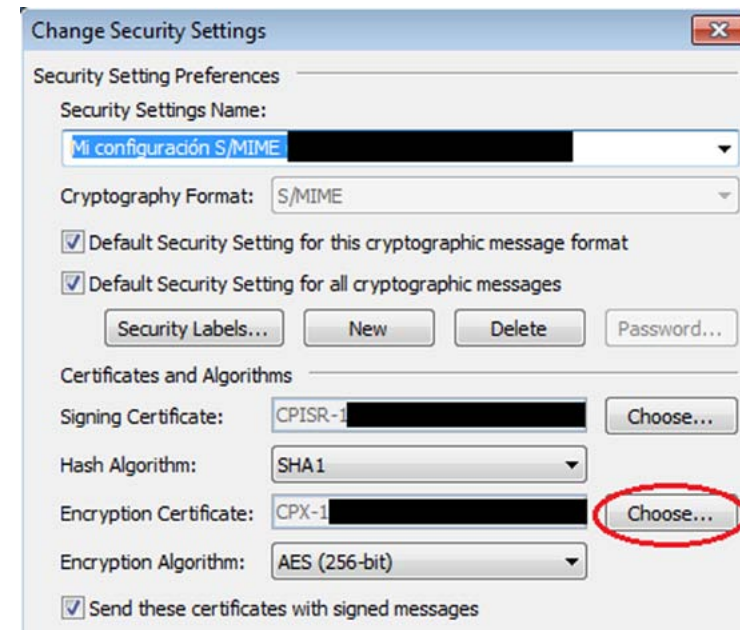 Change Security Settings
Security Setting Preferences
Security Settings Name:
Mi configuración S/MIME
Cryptography Format: S/MIME
Default Security Setting for this cryptographic message format
Default Security Setting for all cryptographic messages
Security Labels... New Delete Password...
Certificates and Algorithms
Signing Certificate: CPISR-1 Choose...
Hash Algorithm: SHA1
Encryption Certificate: CPX-1 Choose...
Encryption Algorithm: AES (256-bit)
Send these certificates with signed messages